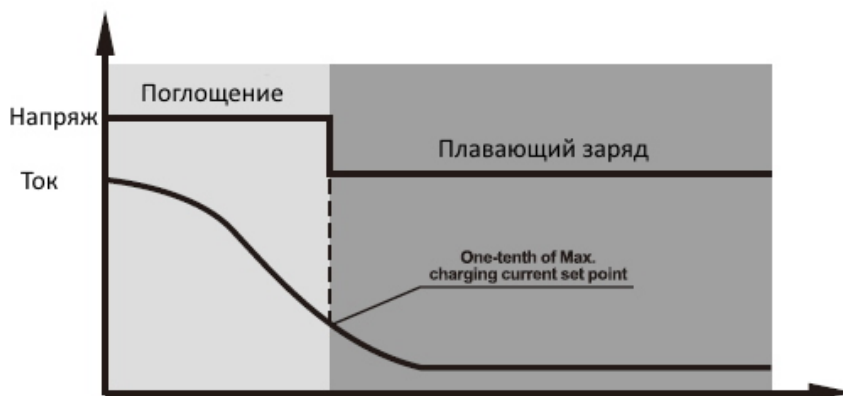 Поглощение
Напряж
Плавающий заряд
Ток
One-tenth of Max.
charging current set point